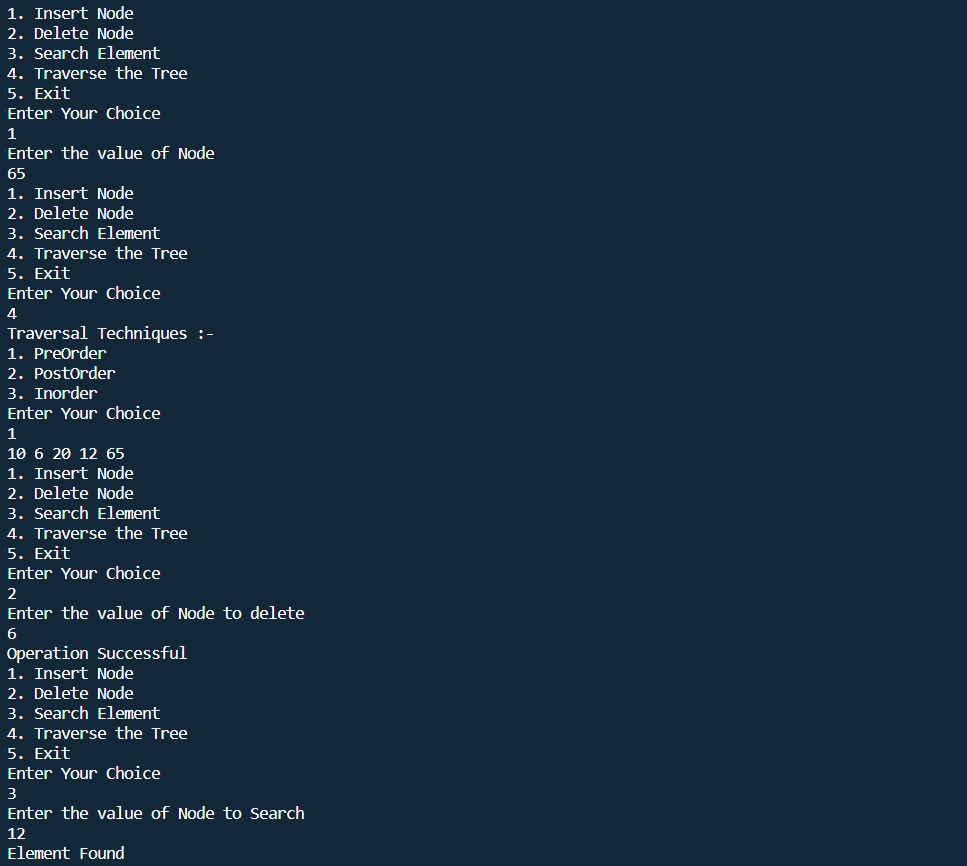 1. Insert Node
2. Delete Node
3. Search Element
4. Traverse the Tree
5. Exit
Enter Your Choice
1
Enter the value of Node
65
1. Insert Node
2. Delete Node
3. Search Element
4. Traverse the Tree
5. Exit
Enter Your Choice
4
Traversal Techniques :-
1. PreOrder
2. PostOrder
3. Inorder
Enter Your Choice
1
10 6 20 12 65
1. Insert Node
2. Delete Node
3. Search Element
4. Traverse the Tree
5. Exit
Enter Your Choice
2
Enter the value of Node to delete
6
Operation Successful
1. Insert Node
2. Delete Node
3. Search Element
4. Traverse the Tree
5. Exit
Enter Your Choice
3
Enter the value of Node to Search
12
Element Found